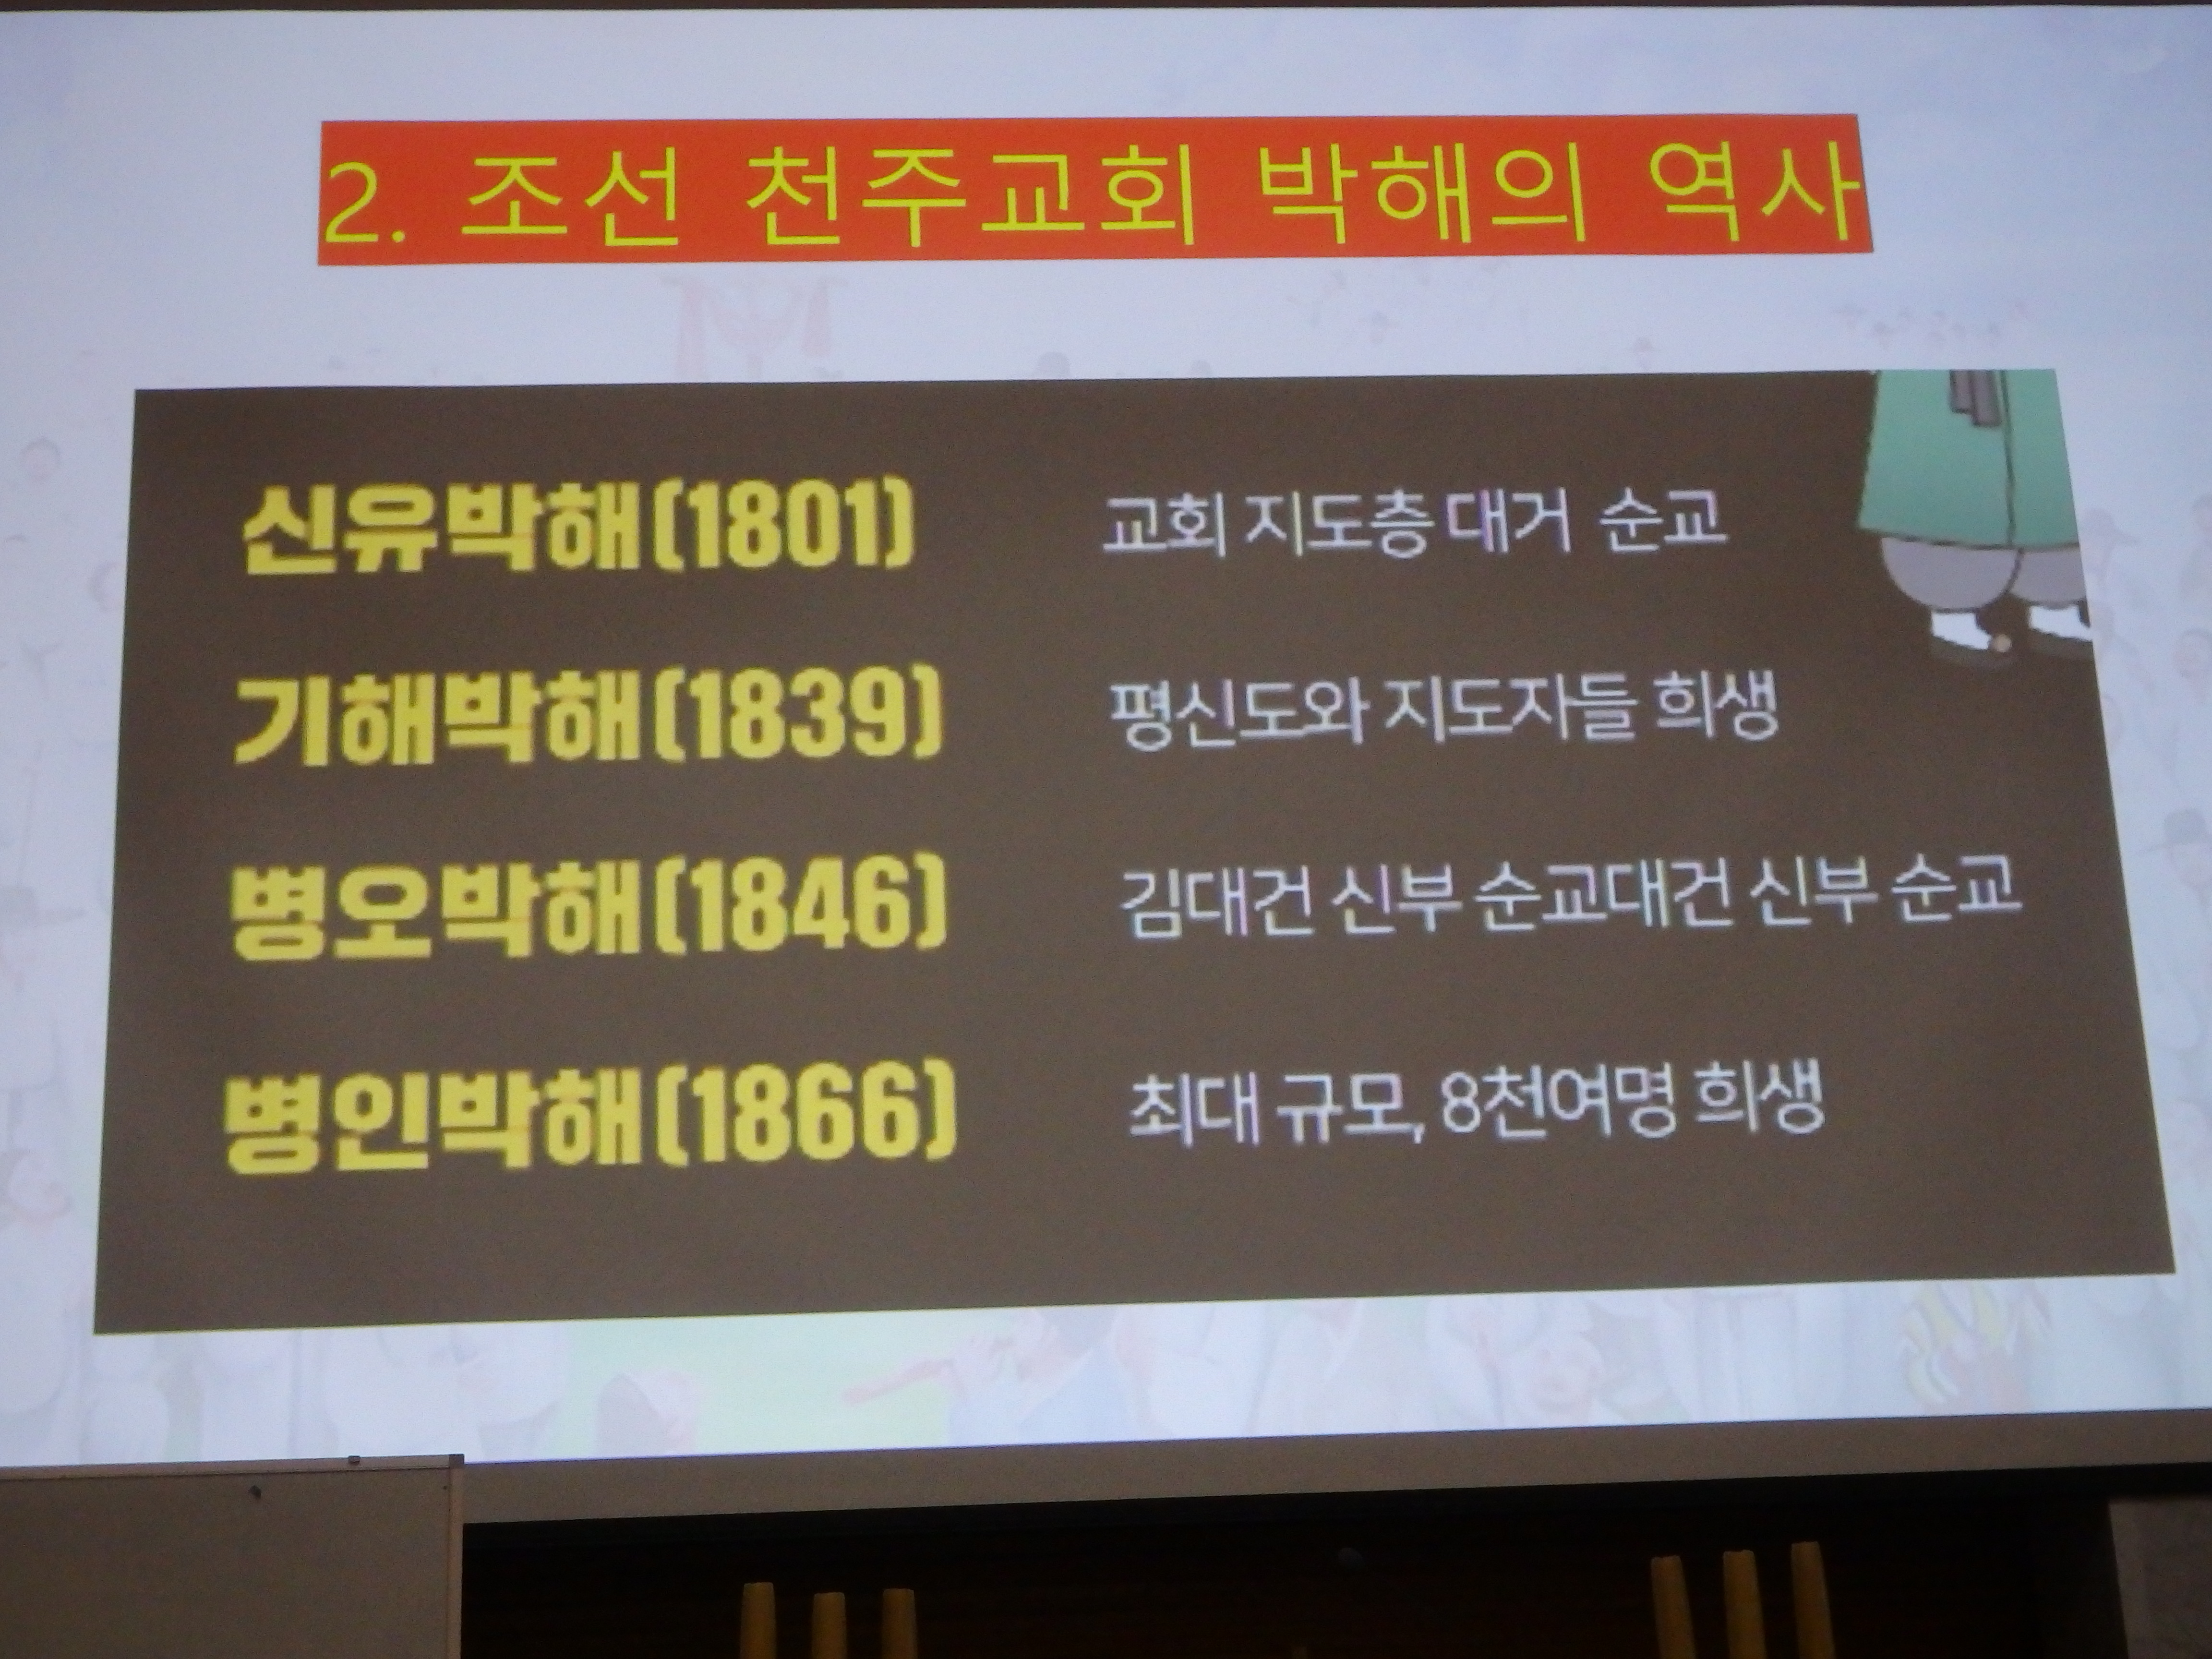 2. 조선 천주교회 박해의 역사
신유박해(1801) 교회 지도층 대거 순교
기해박해(1839) 평신도와 지도자들 희생
병오박해(1846) 김대건 신부 순교대건 신부 순교
병인박해(1866) 최대 규모, 8천여명 희생